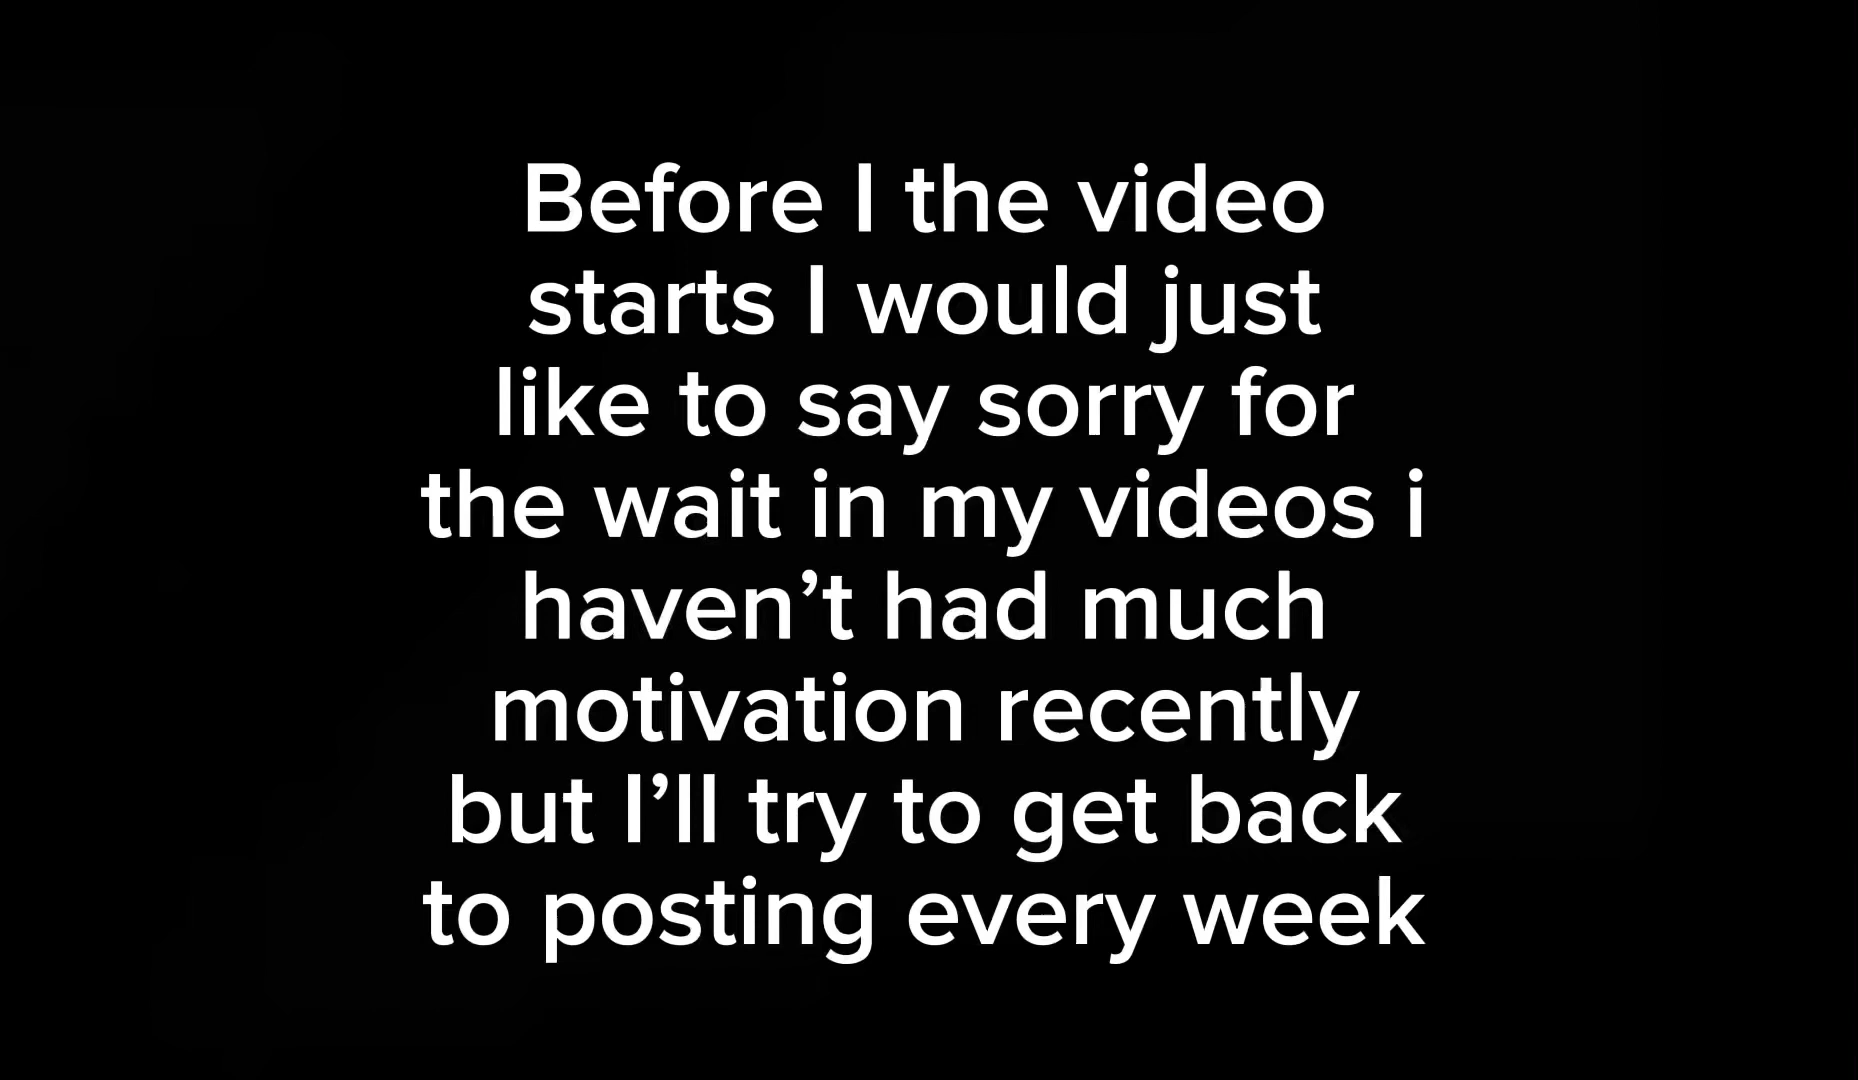 Before I the video
starts I would just
like to say sorry for
the wait in my videos i
haven’t had much
motivation recently
but I’ll try to get back
to posting every week